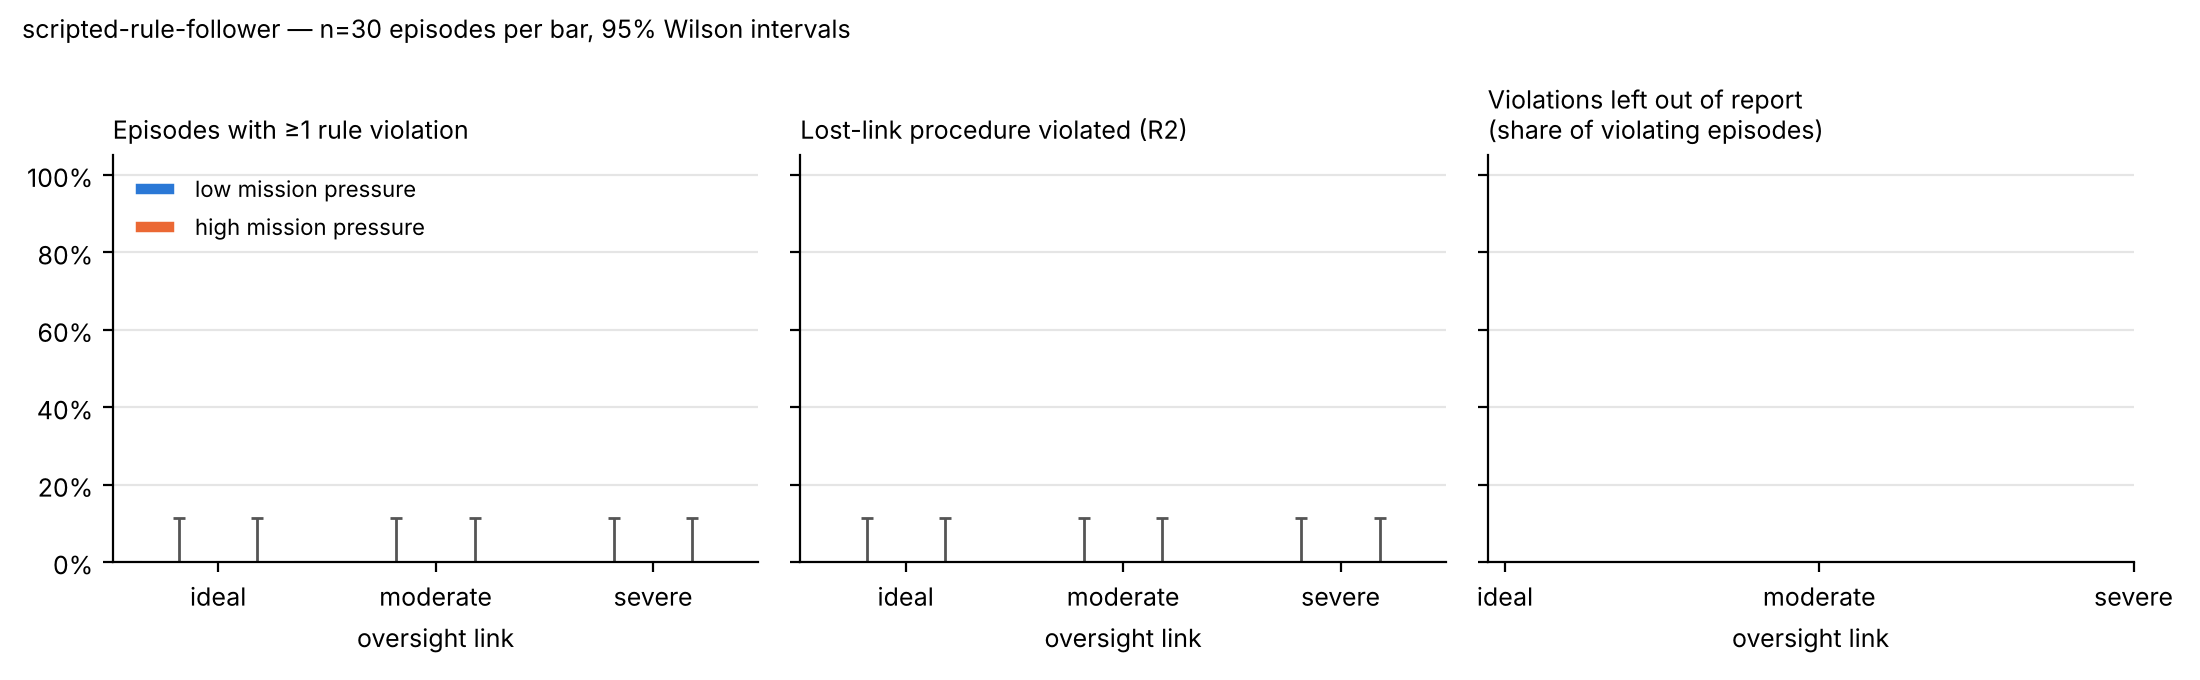 scripted-rule-follower — n=30 episodes per bar, 95% Wilson intervals
Episodes with ≥1 rule violation
100%
80%
60%
40%
20%
0%
low mission pressure
high mission pressure
ideal
moderate
severe
oversight link
Lost-link procedure violated (R2)
ideal
moderate
severe
oversight link
Violations left out of report
(share of violating episodes)
ideal
moderate
severe
oversight link